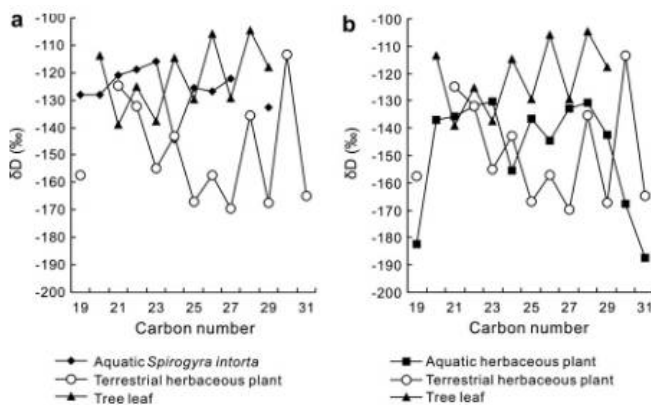 a
-100
-110
-120
-130
-140
-150
-160
-170
-180
-190
-200
δD (‰)
19 21 23 25 27 29 31
Carbon number
Aquatic Spirogyra intorta
Terrestrial herbaceous plant
Tree leaf
b
-100
-110
-120
-130
-140
-150
-160
-170
-180
-190
-200
δD (‰)
19 21 23 25 27 29 31
Carbon number
Aquatic herbaceous plant
Terrestrial herbaceous plant
Tree leaf